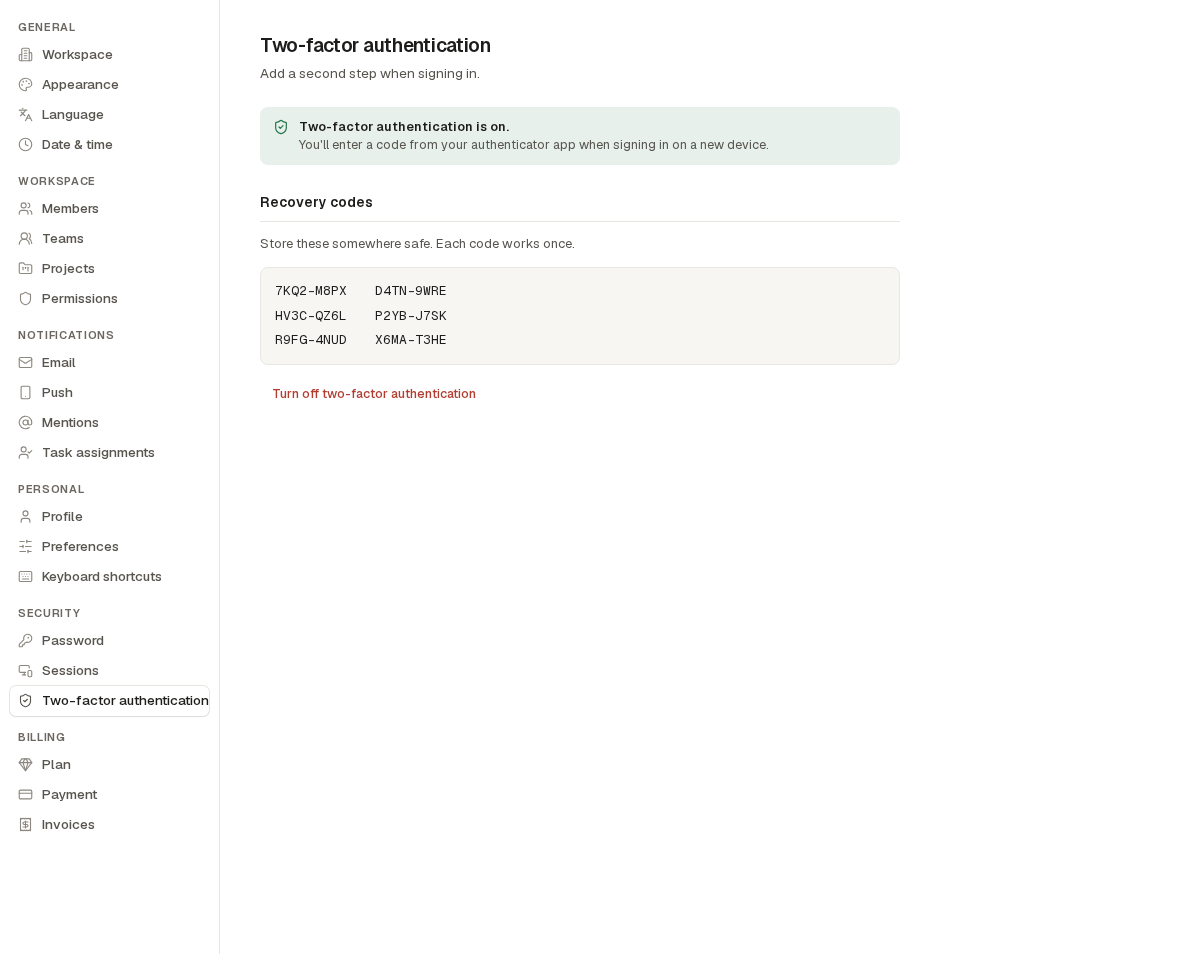 GENERAL
Workspace
Appearance
Language
Date & time
WORKSPACE
Members
Teams
Projects
Permissions
NOTIFICATIONS
Email
Push
Mentions
Task assignments
PERSONAL
Profile
Preferences
Keyboard shortcuts
SECURITY
Password
Sessions
Two-factor authentication
BILLING
Plan
Payment
Invoices
Two-factor authentication
Add a second step when signing in.
Two-factor authentication is on.
You'll enter a code from your authenticator app when signing in on a new device.
Recovery codes
Store these somewhere safe. Each code works once.
7KQ2-M8PX D4TN-9WRE
HV3C-QZ6L P2YB-J7SK
R9FG-4NUD X6MA-T3HE
Turn off two-factor authentication